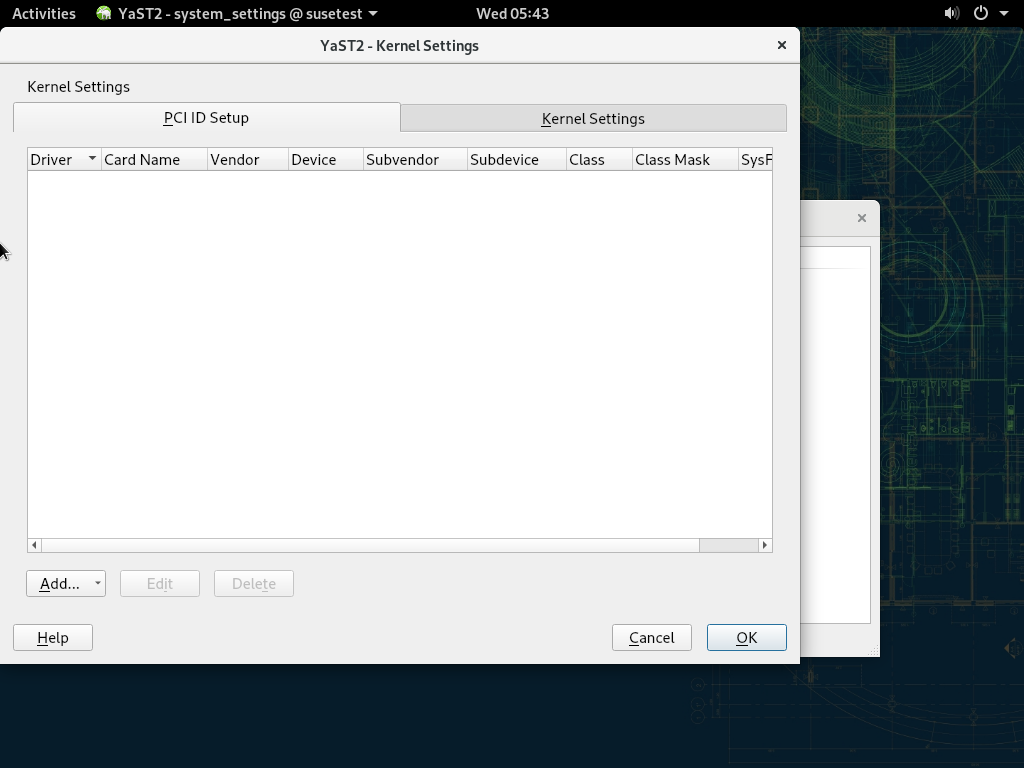 Activities YaST2 - system_settings @ susetest Wed 05:43
YaST2 - Kernel Settings
Kernel Settings
PCI ID Setup Kernel Settings
Driver Card Name Vendor Device Subvendor Subdevice Class Class Mask SysF
Add... Edit Delete
Help Cancel OK